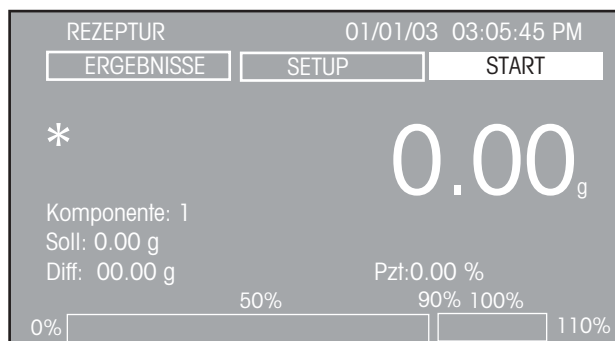 REZEPTUR 01/01/03 03:05:45 PM
ERGEBNISSE SETUP START
* 0.00 g
Komponente: 1
Soll: 0.00 g
Diff: 00.00 g Pzt:0.00 %
50% 90% 100%
0% 110%